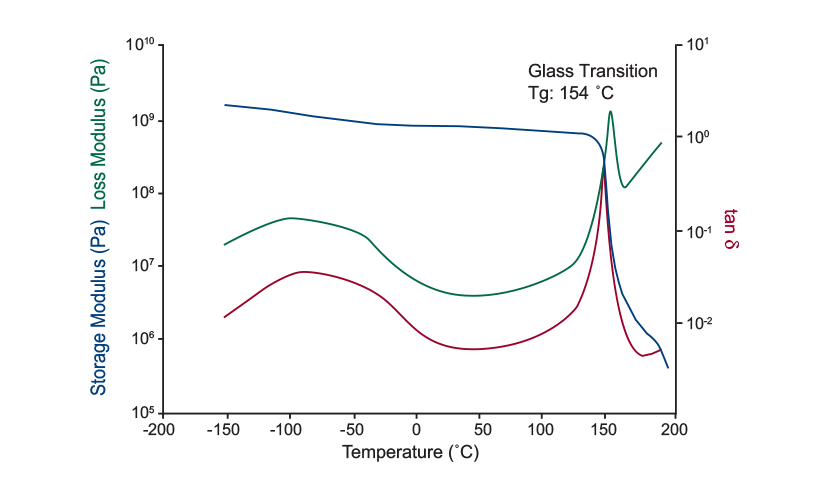 Glass Transition
Tg: 154 ˚C
Storage Modulus (Pa) Loss Modulus (Pa)
10¹⁰
10⁹
10⁸
10⁷
10⁶
10⁵
10¹
10⁰
10⁻¹
10⁻²
tan δ
-200 -150 -100 -50 0 50 100 150 200
Temperature (˚C)